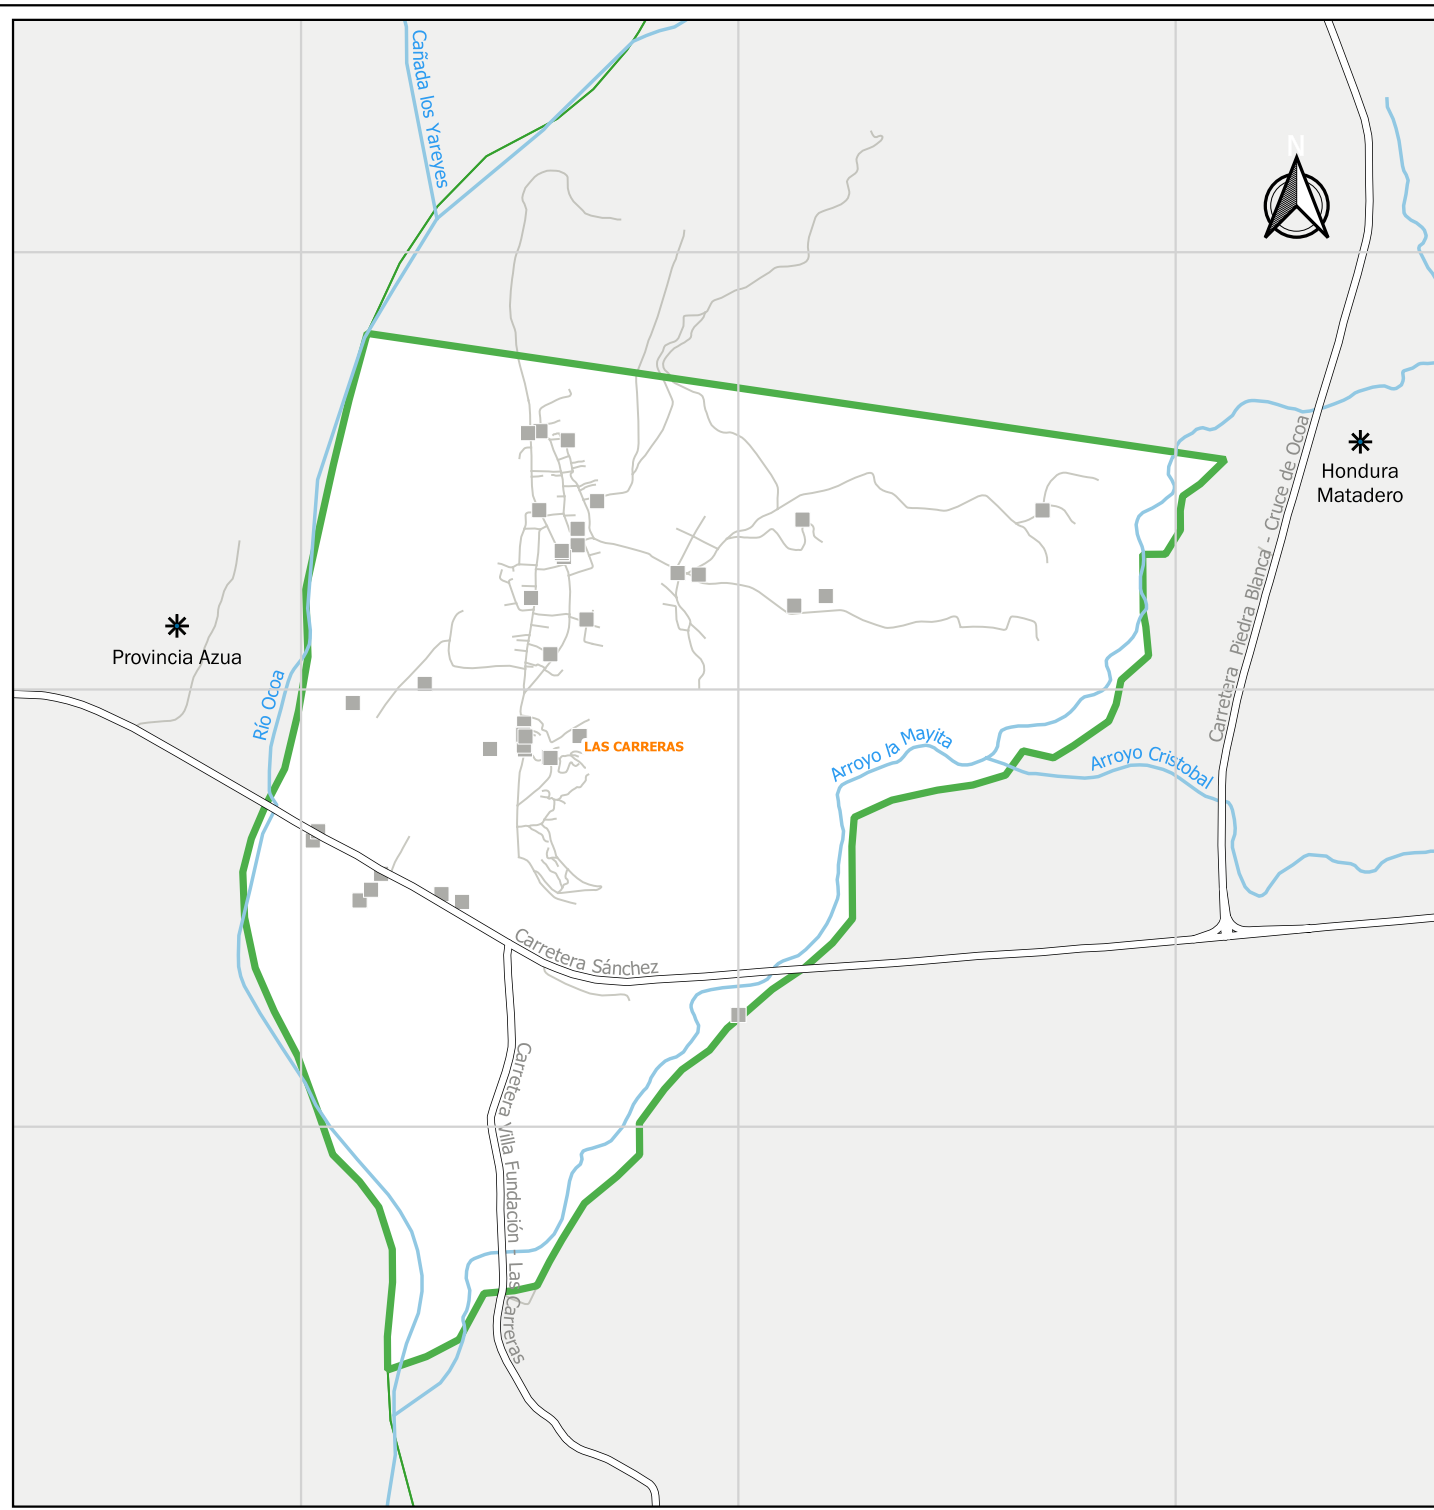 Cañada los Yareyes
N
Hondura
Matadero
Carretera Piedra Blanca - Cruce de Ocoa
Provincia Azua
Río Ocoa
LAS CARRERAS
Arroyo la Mayita
Arroyo Cristobal
Carretera Sánchez
Carretera Villa Fundación - Las Carreras